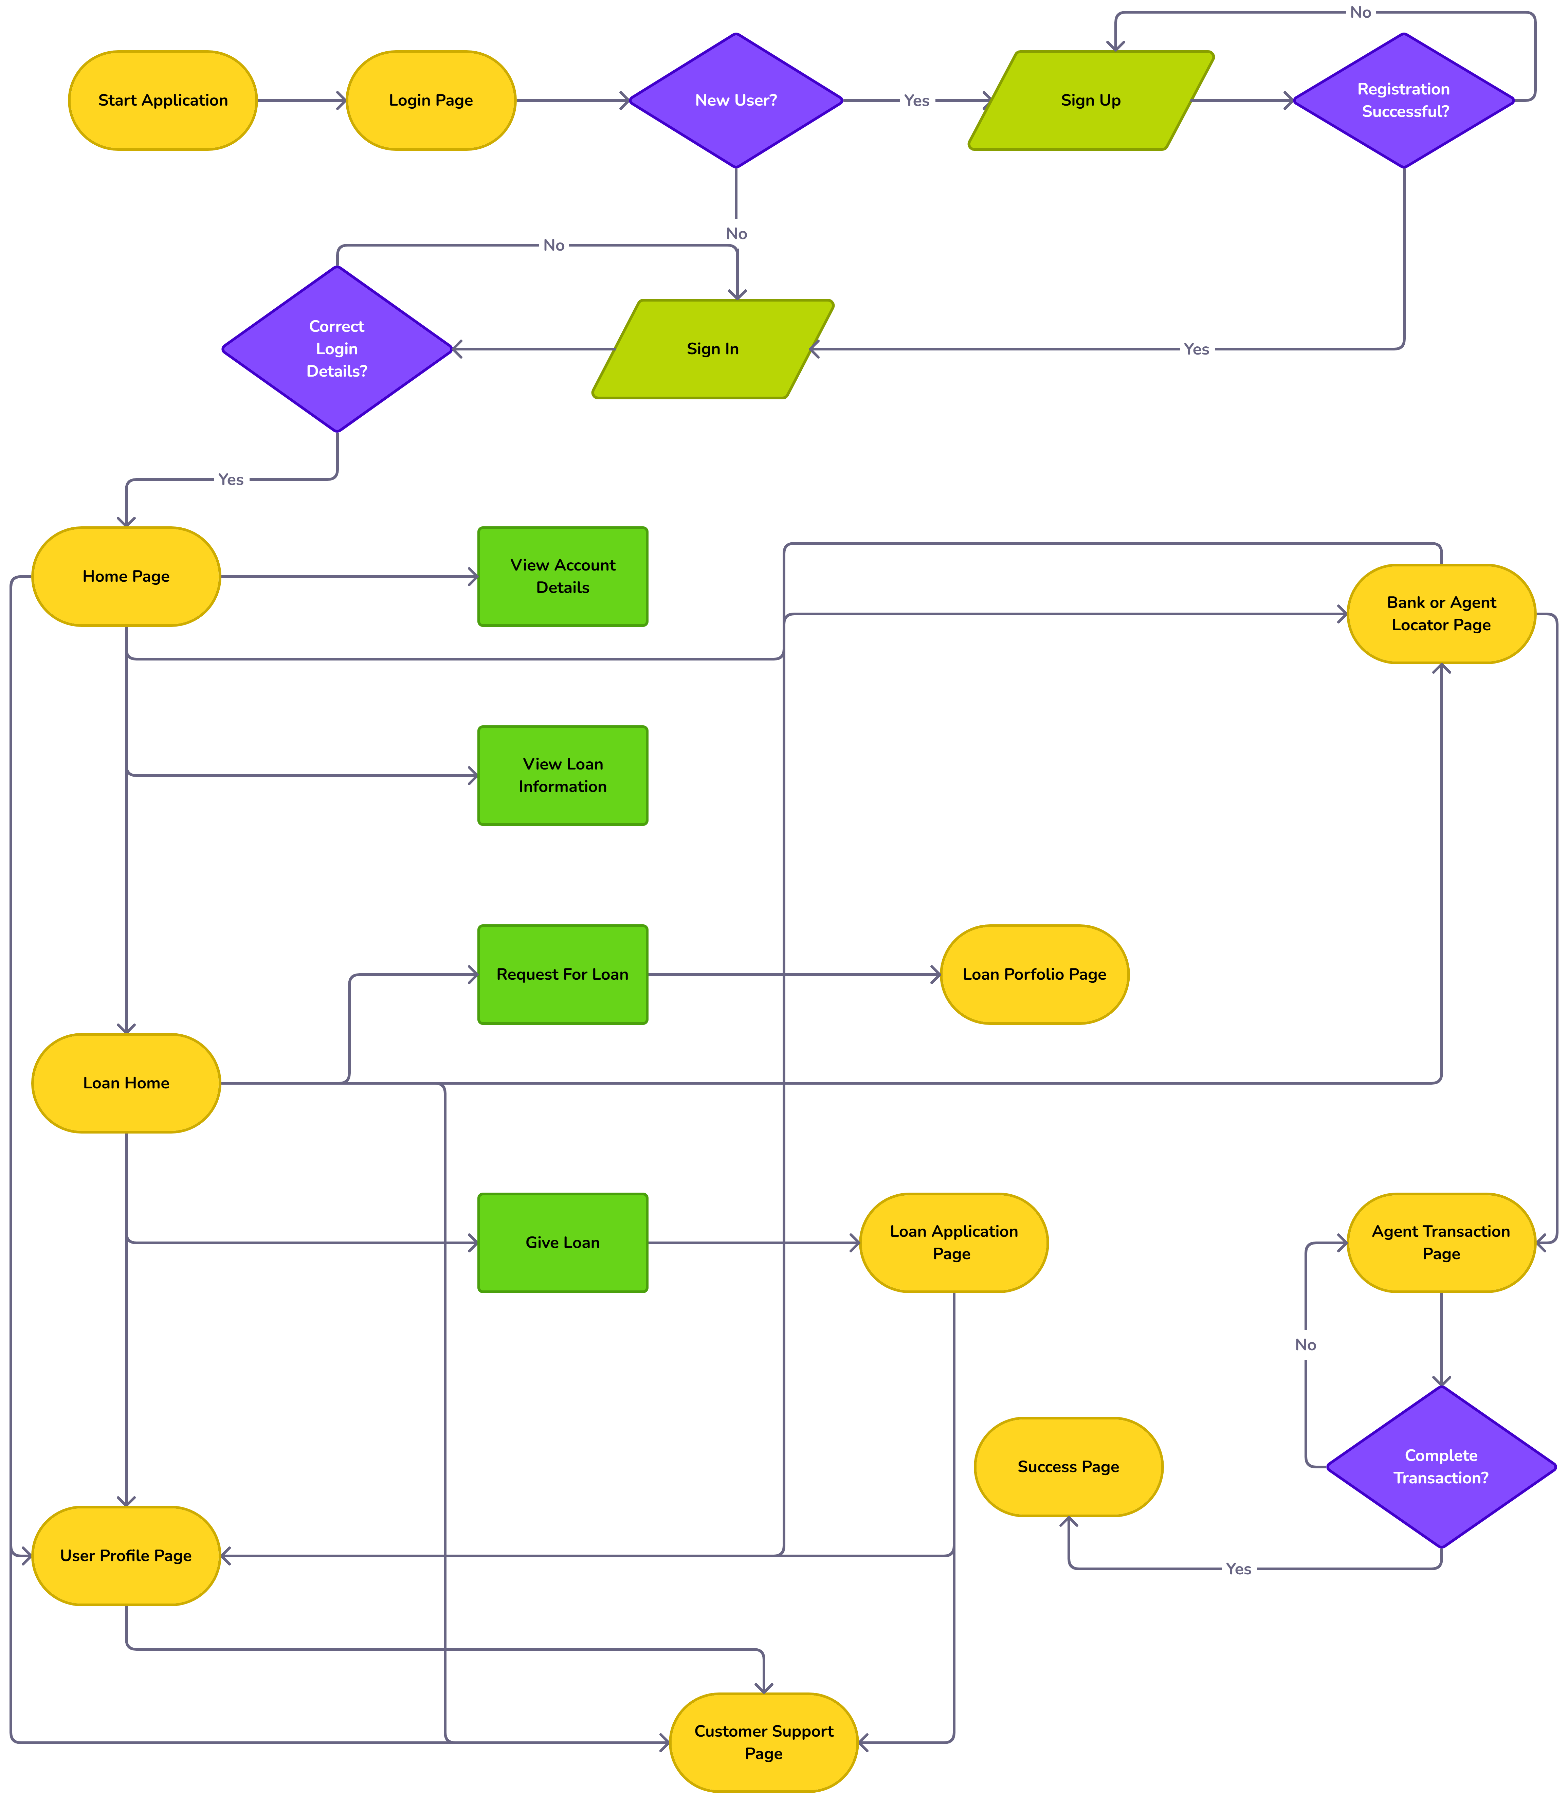 No
Start Application
Login Page
New User?
Yes
Sign Up
Registration
Successful?
No
No
Correct
Login
Details?
Sign In
Yes
Yes
Home Page
View Account
Details
Bank or Agent
Locator Page
View Loan
Information
Request For Loan
Loan Porfolio Page
Loan Home
Give Loan
Loan Application
Page
Agent Transaction
Page
No
Success Page
Complete
Transaction?
User Profile Page
Yes
Customer Support
Page